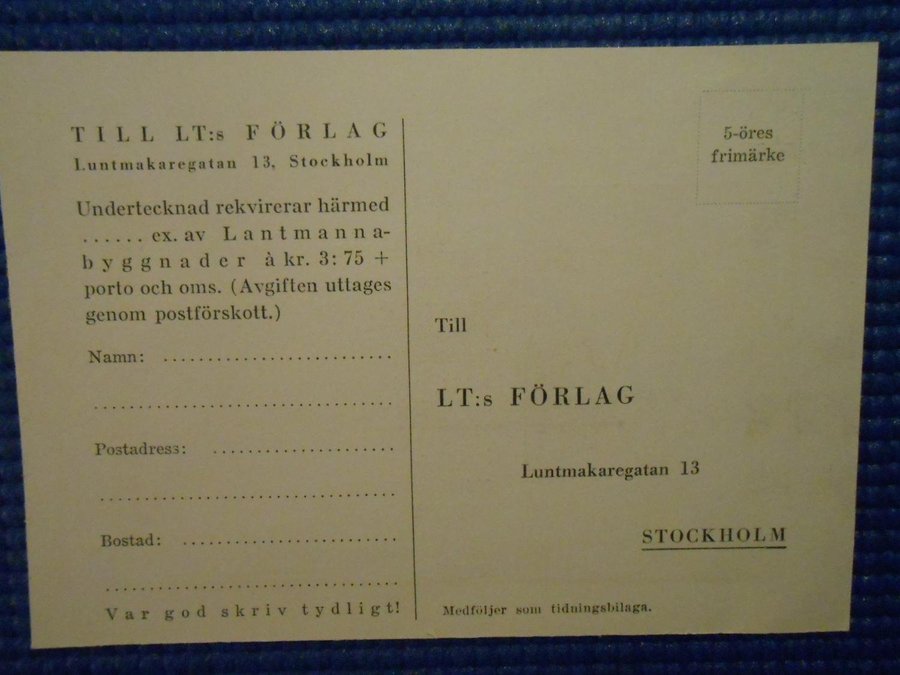 TILL LT:s FÖRLAG
Luntmakaregatan 13, Stockholm
Undertecknad rekvirerar härmed
...... ex. av Lantmanna-
byggnader à kr. 3:75 +
porto och oms. (Avgiften uttages
genom postförskott.)
Namn: ..........................
..................................
Postadress: .....................
..................................
Bostad: .........................
..................................
Var god skriv tydligt!
5-öres
frimärke
Till
LT:s FÖRLAG
Luntmakaregatan 13
STOCKHOLM
Medföljer som tidningsbilaga.